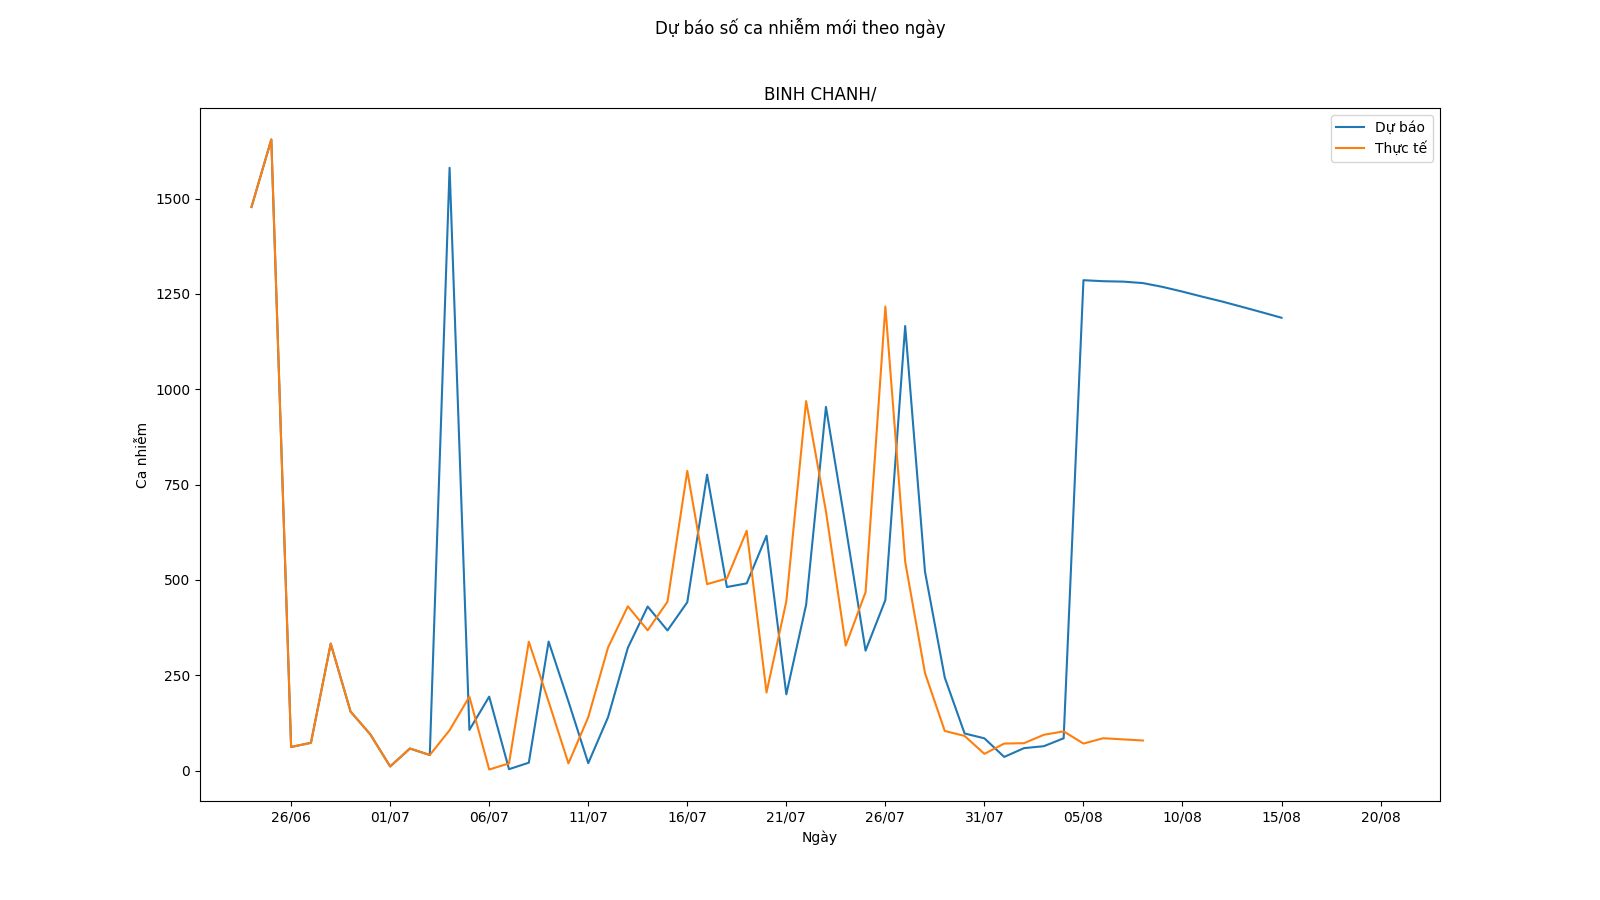 Dự báo số ca nhiễm mới theo ngày
BINH CHANH/
Dự báo
Thực tế
1500
1250
1000
750
500
250
0
Ca nhiễm
26/06 01/07 06/07 11/07 16/07 21/07 26/07 31/07 05/08 10/08 15/08 20/08
Ngày